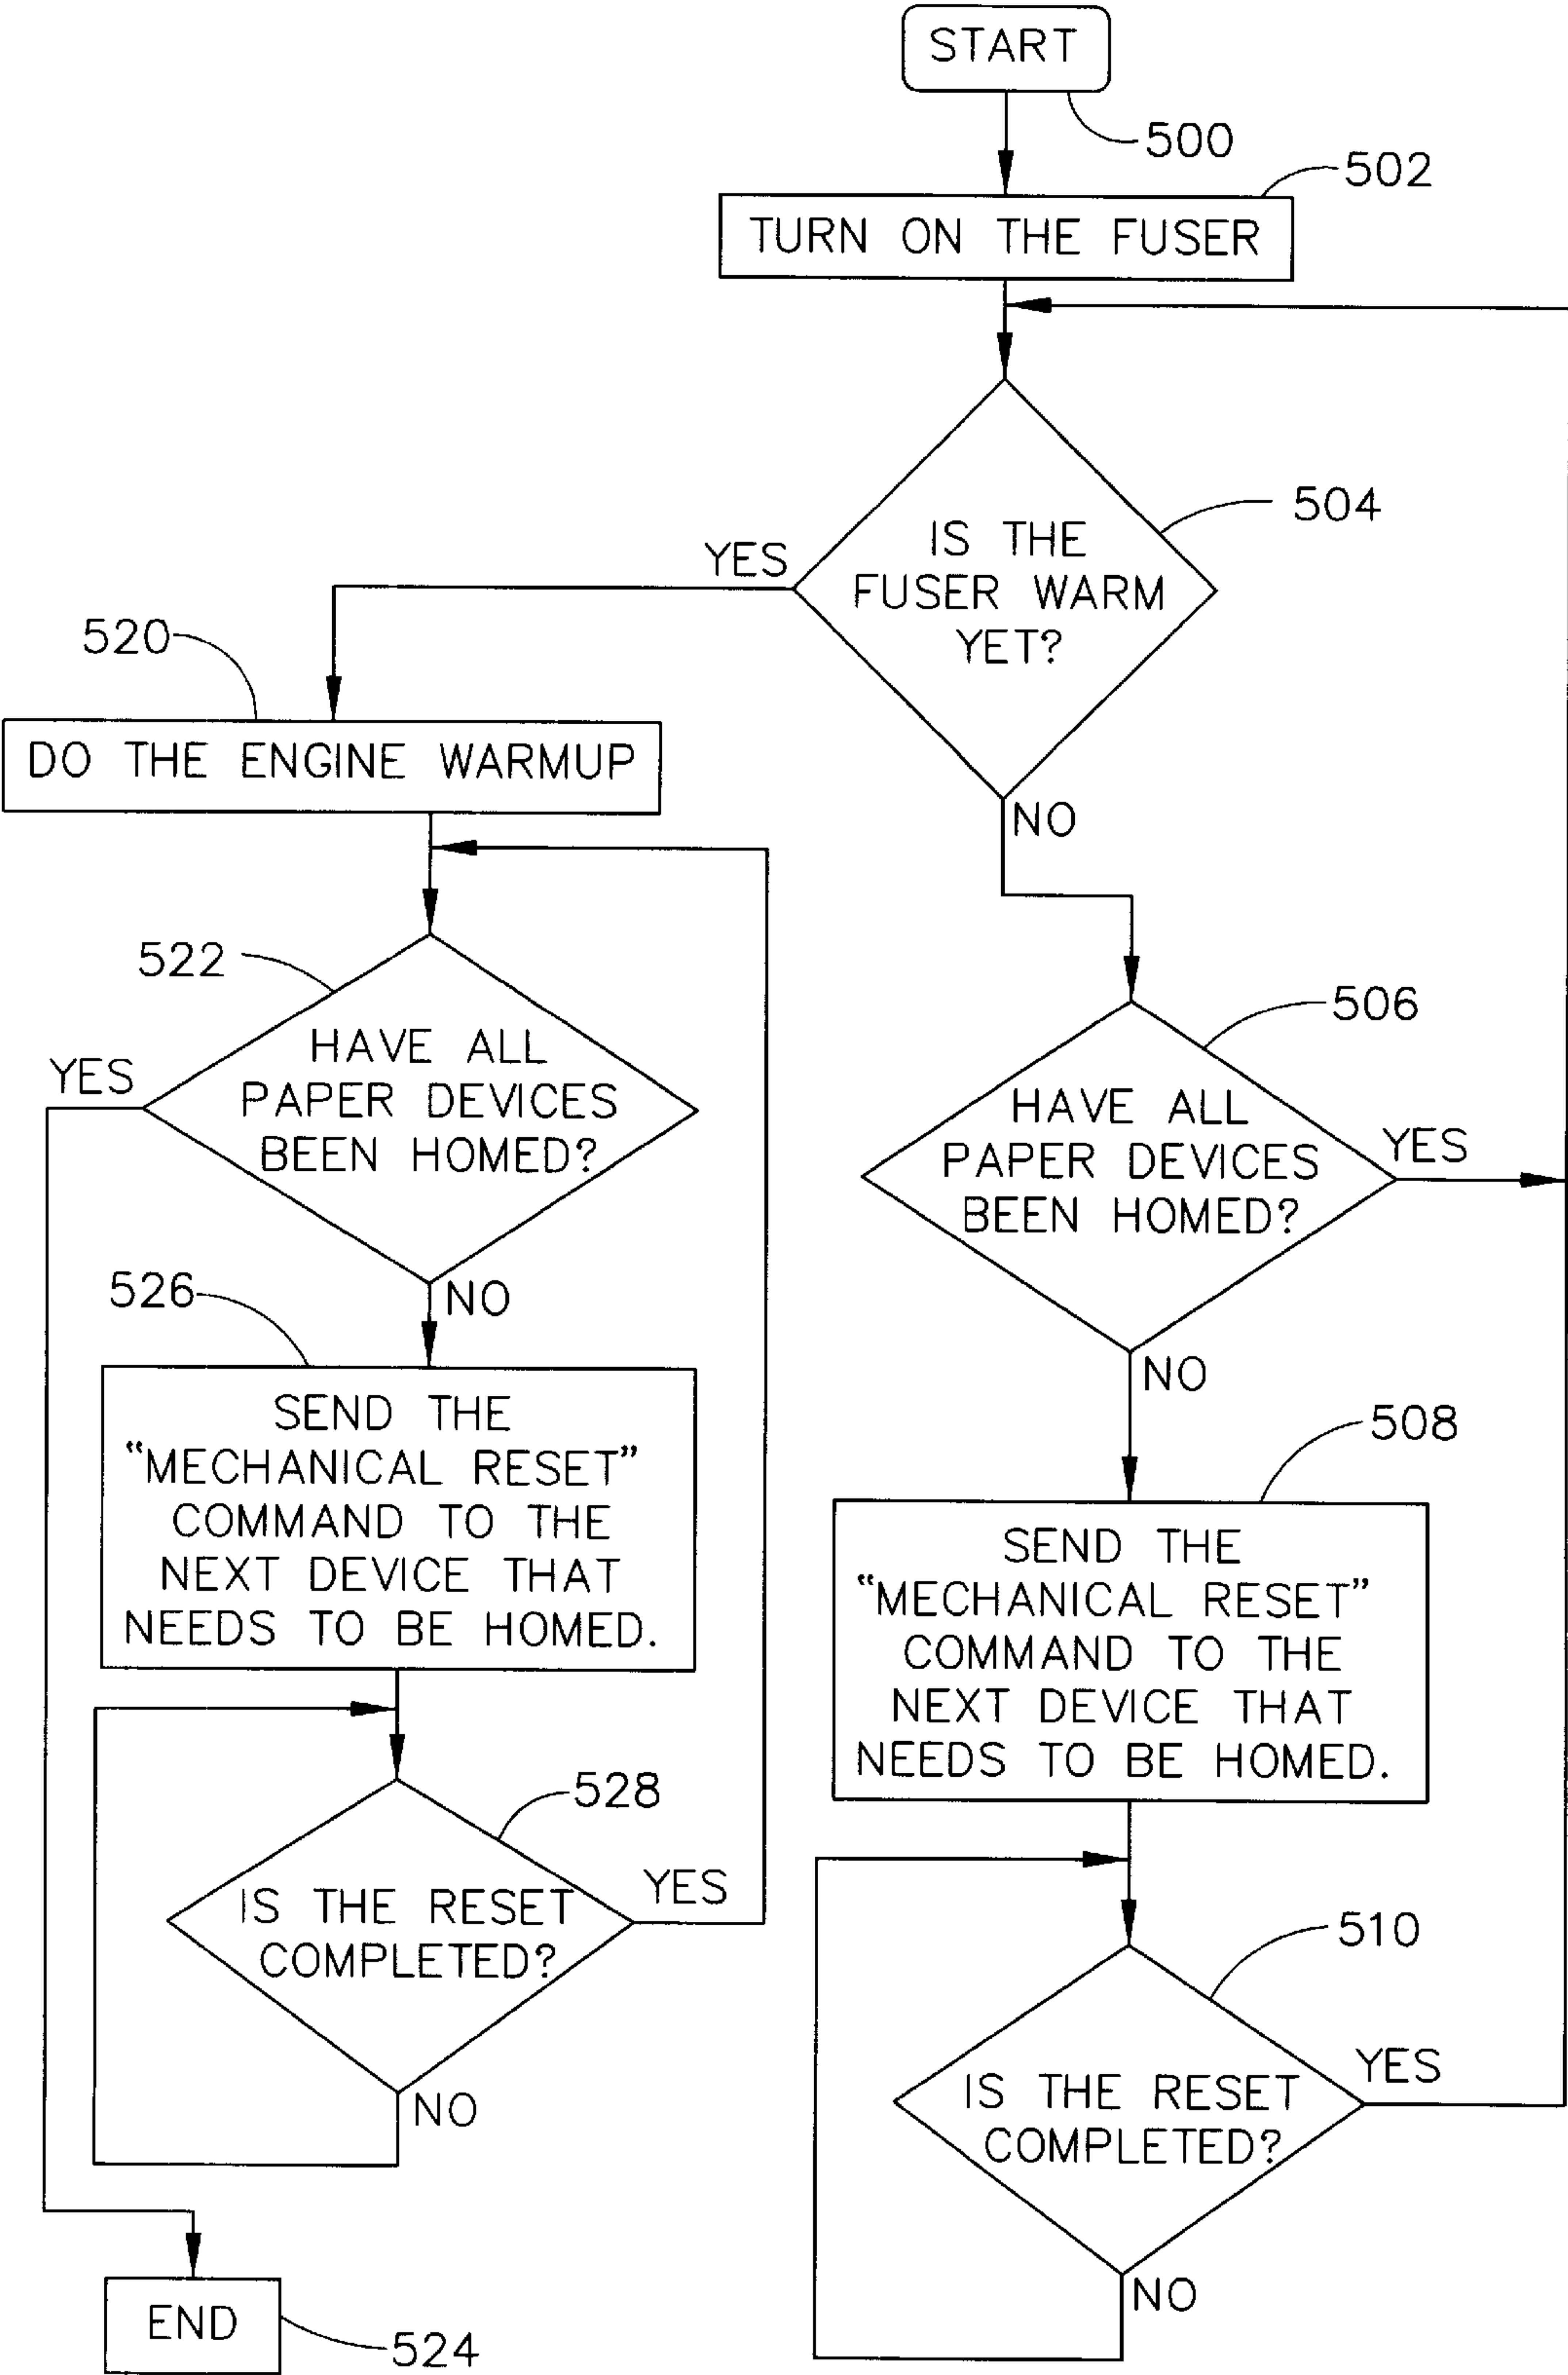 START
500
502
TURN ON THE FUSER
504
IS THE
FUSER WARM
YET?
YES
520
DO THE ENGINE WARMUP
NO
522
HAVE ALL
PAPER DEVICES
BEEN HOMED?
YES
506
HAVE ALL
PAPER DEVICES
BEEN HOMED?
YES
526
NO
NO
SEND THE
“MECHANICAL RESET”
COMMAND TO THE
NEXT DEVICE THAT
NEEDS TO BE HOMED.
508
SEND THE
“MECHANICAL RESET”
COMMAND TO THE
NEXT DEVICE THAT
NEEDS TO BE HOMED.
528
IS THE RESET
COMPLETED?
YES
NO
510
IS THE RESET
COMPLETED?
YES
NO
END
524